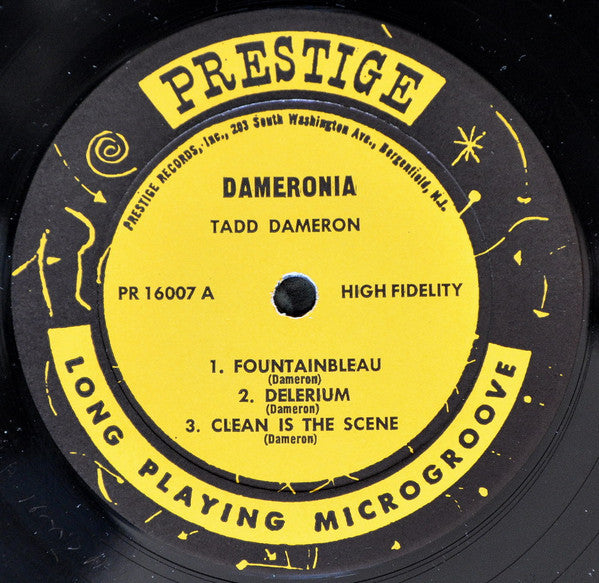 PRESTIGE
PRESTIGE RECORDS, Inc., 203 South Washington Ave., Bergenfield, N.J.
DAMERONIA
TADD DAMERON
PR 16007 A
HIGH FIDELITY
1. FOUNTAINBLEAU
(Dameron)
2. DELERIUM
(Dameron)
3. CLEAN IS THE SCENE
(Dameron)
LONG PLAYING MICROGROOVE